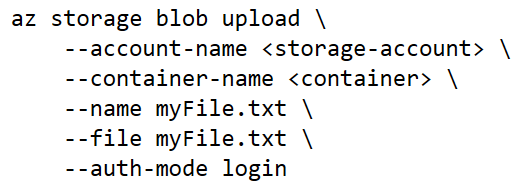 az storage blob upload \
    --account-name <storage-account> \
    --container-name <container> \
    --name myFile.txt \
    --file myFile.txt \
    --auth-mode login